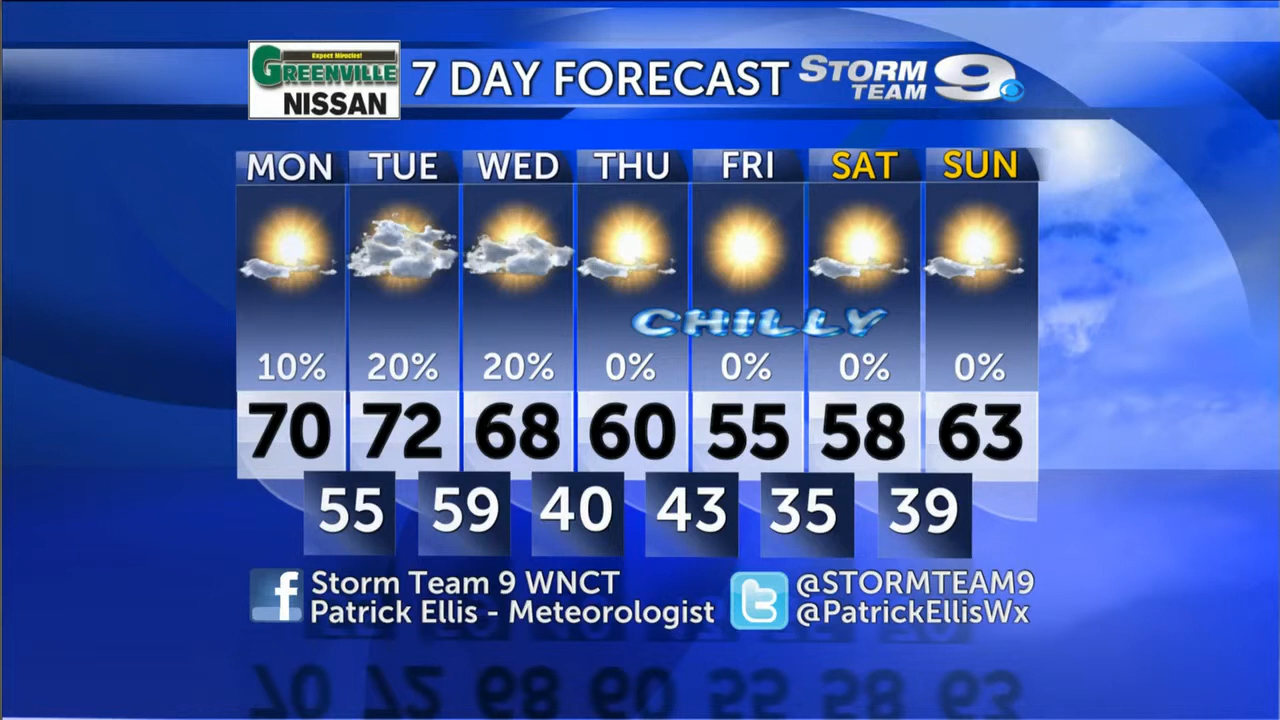 Expect Miracles!
GREENVILLE
NISSAN
7 DAY FORECAST
STORM
TEAM
9
MON TUE WED THU FRI SAT SUN
CHILLY
10% 20% 20% 0% 0% 0% 0%
70 72 68 60 55 58 63
55 59 40 43 35 39
f Storm Team 9 WNCT
Patrick Ellis - Meteorologist
t @STORMTEAM9
@PatrickEllisWx